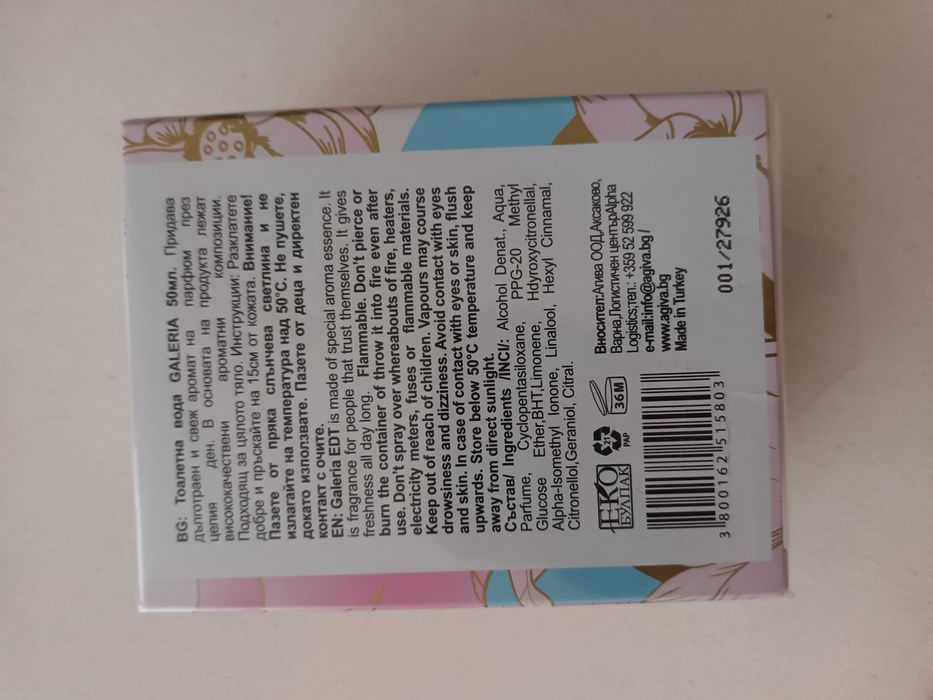 BG: Тоалетна вода GALERIA 50мл. Придава
дълготраен и свеж аромат на парфюм през
целия ден. В основата на продукта лежат
висококачествени аромати композиции.
Подходящ за цялото тяло. Инструкции: Разклатете
добре и пръскайте на 15см от кожата. Внимание!
Пазете от пряка слънчева светлина и не
излагайте на температура над 50°C. Не пушете,
докато използвате. Пазете от деца и директен
контакт с очите.
EN: Galeria EDT is made of special aroma essence. It
is fragrance for people that trust themselves. It gives
freshness all day long. Flammable. Don't pierce or
burn the container of throw it into fire even after
use. Don't spray over whereabouts of fire, heaters,
electricity meters, fuses or flammable materials.
Keep out of reach of children. Vapours may course
drowsiness and dizziness. Avoid contact with eyes
and skin. In case of contact with eyes or skin, flush
upwards. Store below 50°C temperature and keep
away from direct sunlight.
Състав/ Ingredients /INCI/: Alcohol Denat., Aqua,
Parfume, Cyclopentasiloxane, PPG-20 Methyl
Glucose Ether,BHT,Limonene, Hdyroxycitronellal,
Alpha-Isomethyl Ionone, Linalool, Hexyl Cinnamal,
Citronellol,Geraniol, Citral.
ЕКО
БУЛПАК
21
PAP
36M
Вносител:Агива ООД,Аксаково,
Варна,Логистичен центърAlpha
Logistics;тел.: +359 52 599 922
e-mail:info@agiva.bg /
www.agiva.bg
Made in Turkey
3800162515803
001/27926